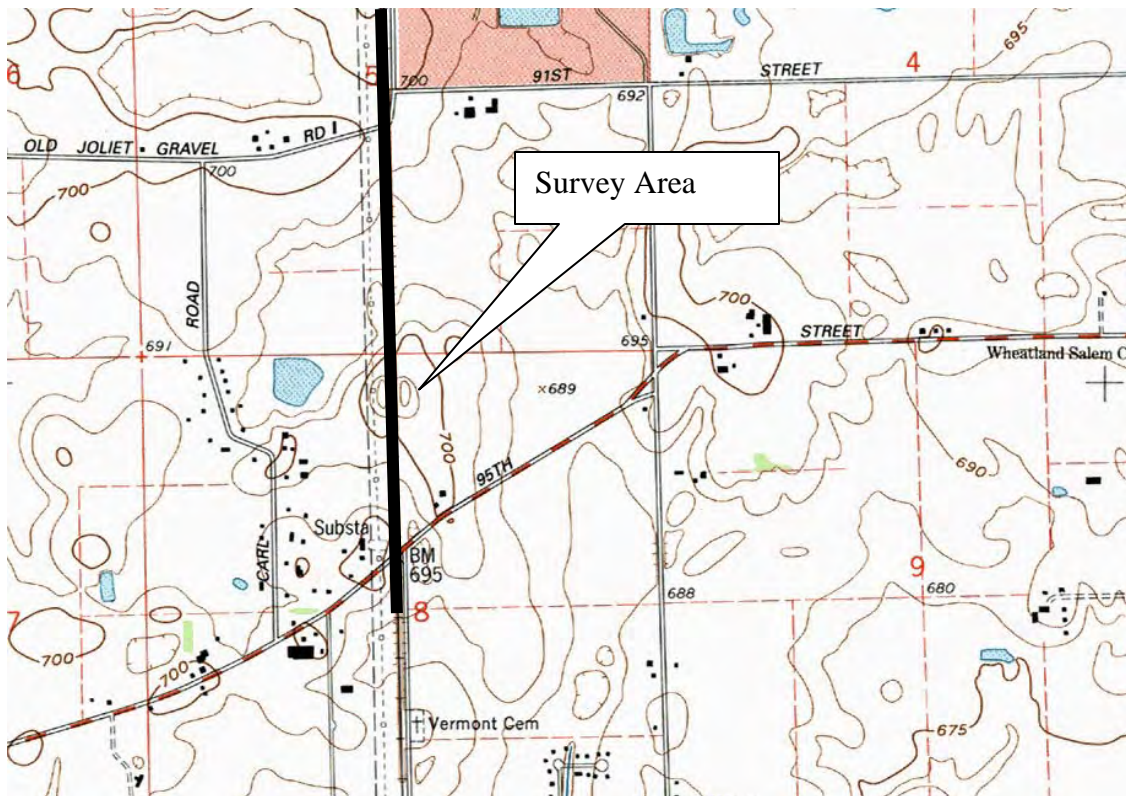 695
6
5
4
700
91ST
STREET
692
OLD JOLIET GRAVEL RD
700
700
Survey Area
ROAD
700
695
STREET
691
Wheatland Salem C
689
700
95TH
690
Substa
CARL
BM
695
9
688
680
7
8
700
700
Vermont Cem
675